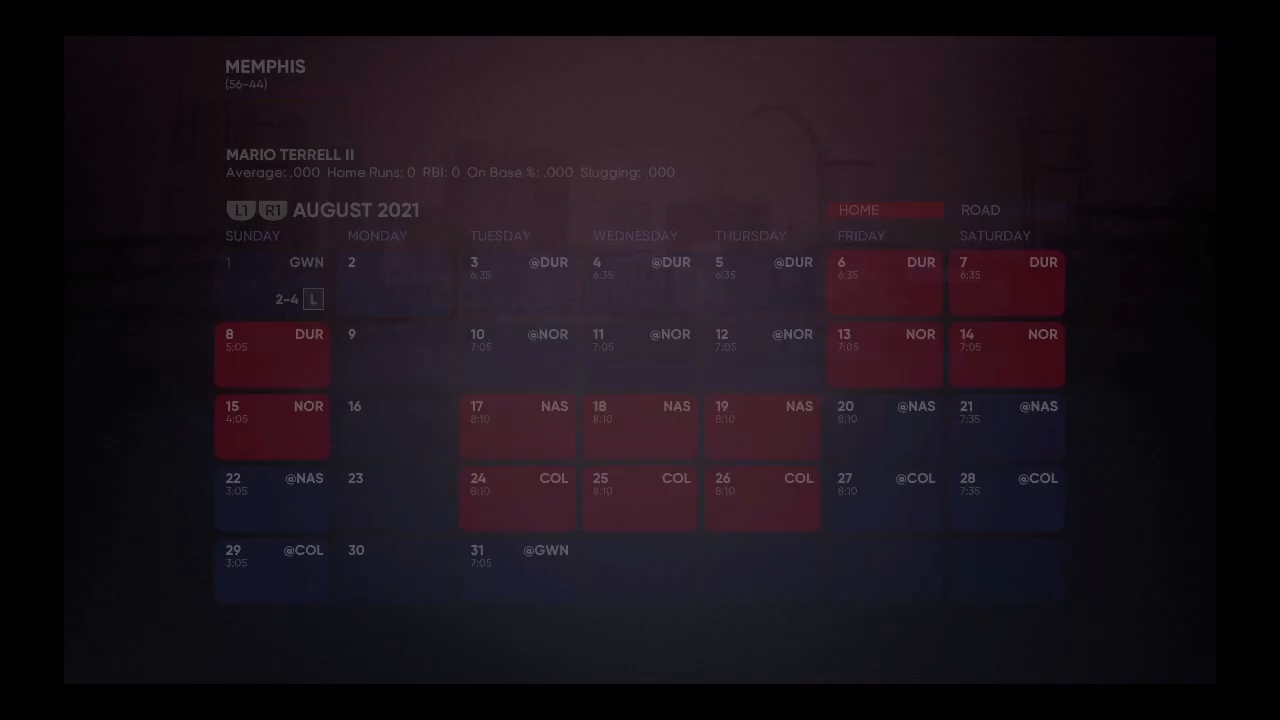 MEMPHIS
(56-44)
MARIO TERRELL II
Average: .000 Home Runs: 0 RBI: 0 On Base %: .000 Slugging: .000
L1 R1 AUGUST 2021 HOME ROAD
SUNDAY MONDAY TUESDAY WEDNESDAY THURSDAY FRIDAY SATURDAY
1 GWN 2 3 @DUR 4 @DUR 5 @DUR 6 DUR 7 DUR
6:35 6:35 6:35 6:35 6:35
2-4 L
8 DUR 9 10 @NOR 11 @NOR 12 @NOR 13 NOR 14 NOR
5:05 7:05 7:05 7:05 7:05 7:05
15 NOR 16 17 NAS 18 NAS 19 NAS 20 @NAS 21 @NAS
4:05 8:10 8:10 8:10 8:10 7:35
22 @NAS 23 24 COL 25 COL 26 COL 27 @COL 28 @COL
3:05 8:10 8:10 8:10 8:10 7:35
29 @COL 30 31 @GWN
3:05 7:05